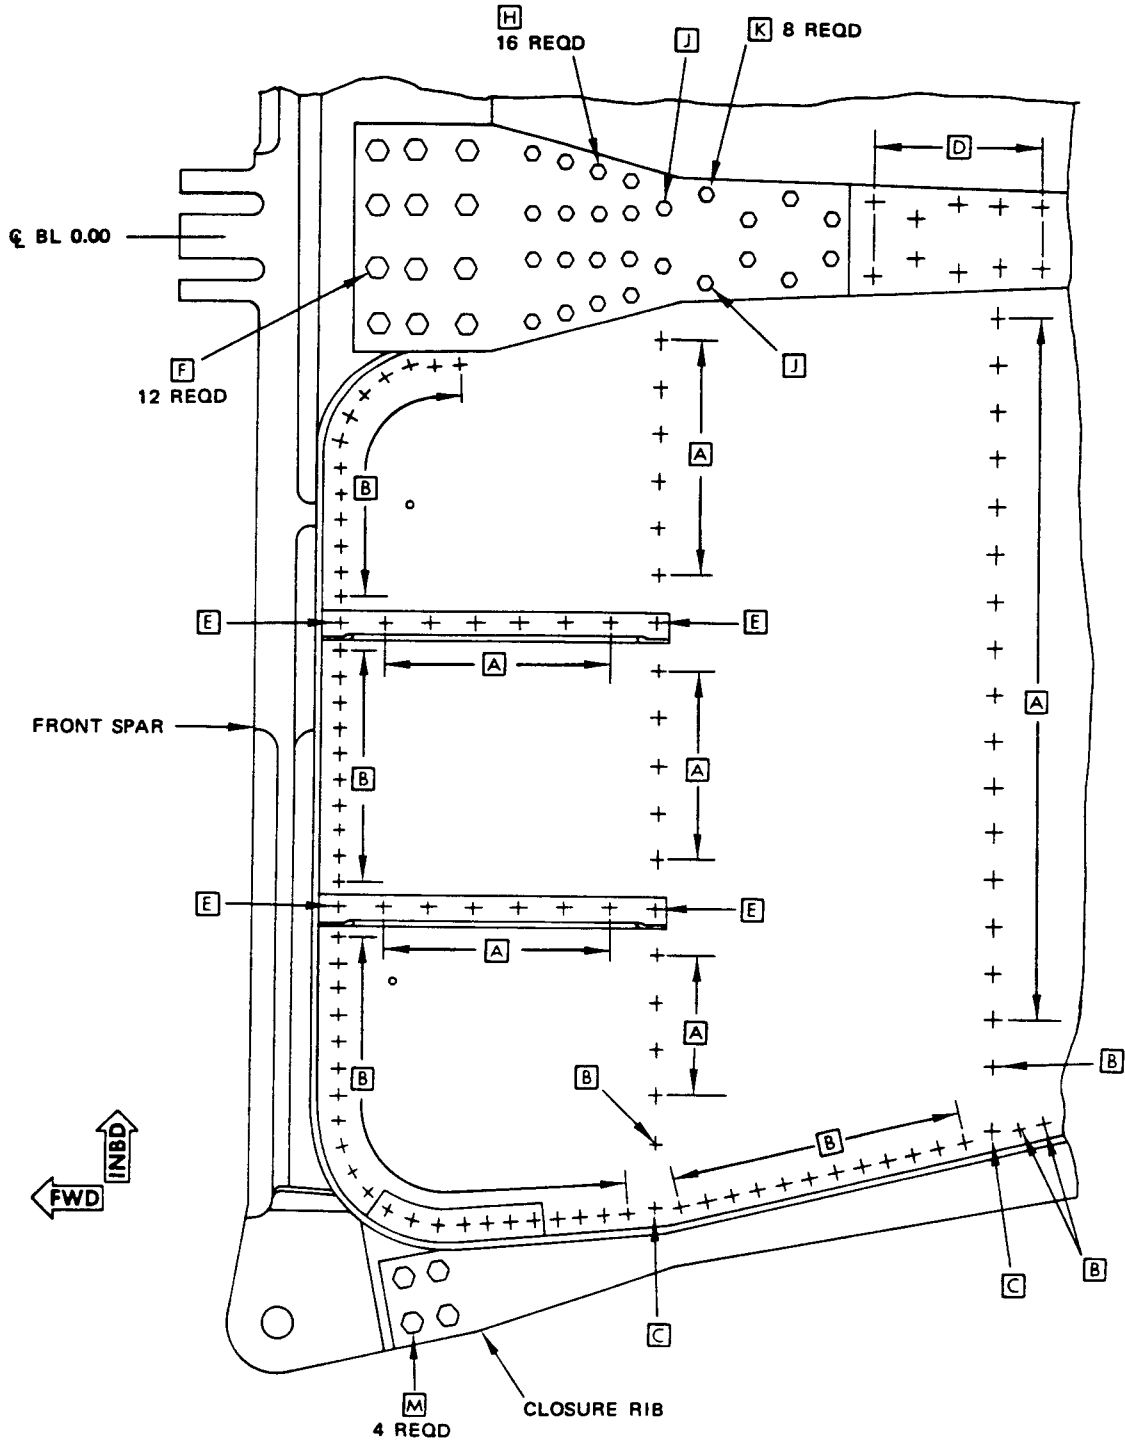 H
16 REQD
J
K 8 REQD
D
℄ BL 0.00
F
12 REQD
J
A
B
E
E
A
A
A
FRONT SPAR
B
A
E
E
A
A
B
B
B
B
INBD
FWD
B
C
C
M
4 REQD
CLOSURE RIB